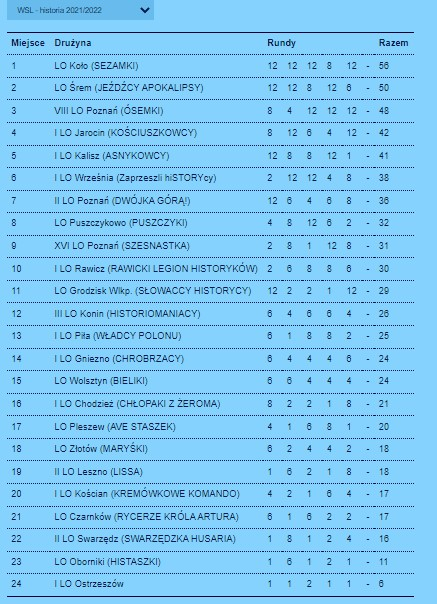 WSL - historia 2021/2022
Miejsce Drużyna Rundy Razem
1 LO Koło (SEZAMKI) 12 12 12 8 12 - 56
2 LO Śrem (JEŹDŹCY APOKALIPSY) 12 12 8 12 6 - 50
3 VIII LO Poznań (ÓSEMKI) 8 4 12 12 12 - 48
4 I LO Jarocin (KOŚCIUSZKOWCY) 8 12 6 4 12 - 42
5 I LO Kalisz (ASNYKOWCY) 12 8 8 12 1 - 41
6 I LO Września (Zaprzeszli hiSTORYcy) 2 12 12 4 8 - 38
7 II LO Poznań (DWÓJKA GÓRĄ!) 12 6 4 6 8 - 36
8 LO Puszczykowo (PUSZCZYKI) 4 8 12 6 2 - 32
9 XVI LO Poznań (SZESNASTKA) 2 8 1 12 8 - 31
10 I LO Rawicz (RAWICKI LEGION HISTORYKÓW) 2 6 8 8 6 - 30
11 LO Grodzisk Wlkp. (SŁOWACCY HISTORYCY) 12 2 2 1 12 - 29
12 III LO Konin (HISTORIOMANIACY) 6 4 6 6 4 - 26
13 I LO Piła (WŁADCY POLONU) 6 1 8 8 2 - 25
14 I LO Gniezno (CHROBRZACY) 6 4 4 4 6 - 24
15 LO Wolsztyn (BIELIKI) 6 6 4 4 4 - 24
16 I LO Chodzież (CHŁOPAKI Z ŻEROMA) 8 2 2 1 8 - 21
17 LO Pleszew (AVE STASZEK) 4 1 6 8 1 - 20
18 LO Złotów (MARYŚKI) 6 2 4 4 2 - 18
19 II LO Leszno (LISSA) 1 6 2 1 8 - 18
20 I LO Kościan (KREMÓWKOWE KOMANDO) 4 2 1 6 4 - 17
21 LO Czarnków (RYCERZE KRÓLA ARTURA) 6 1 6 2 2 - 17
22 II LO Swarzędz (SWARZĘDZKA HUSARIA) 1 8 1 2 4 - 16
23 LO Oborniki (HISTASZKI) 1 6 1 2 1 - 11
24 I LO Ostrzeszów 1 1 2 1 1 - 6